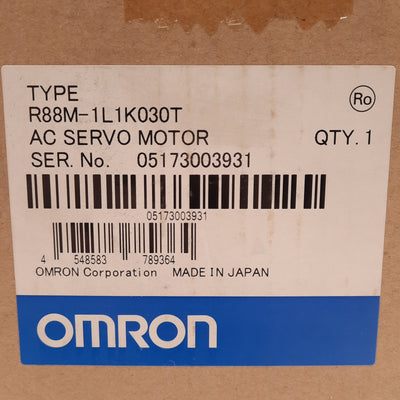 TYPE
Ro
R88M-1L1K030T
AC SERVO MOTOR QTY. 1
SER. No. 05173003931
05173003931
4 548583 789364
OMRON Corporation MADE IN JAPAN
OMRON